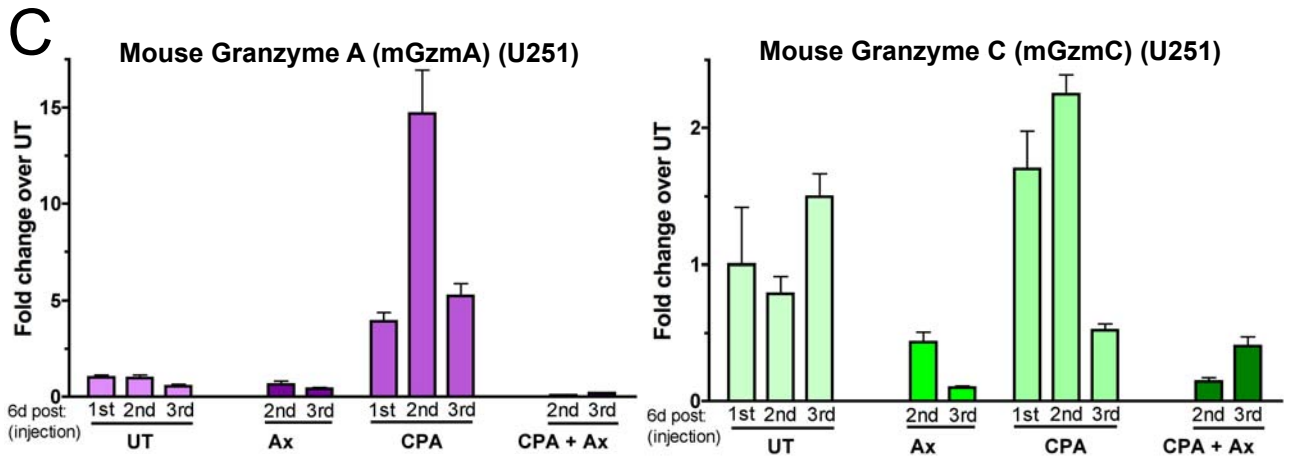 C
Mouse Granzyme A (mGzmA) (U251)
Fold change over UT
15
10
5
0
6d post: 1st 2nd 3rd 2nd 3rd 1st 2nd 3rd 2nd 3rd
(injection)
UT Ax CPA CPA + Ax
Mouse Granzyme C (mGzmC) (U251)
Fold change over UT
2
1
0
6d post: 1st 2nd 3rd 2nd 3rd 1st 2nd 3rd 2nd 3rd
(injection)
UT Ax CPA CPA + Ax